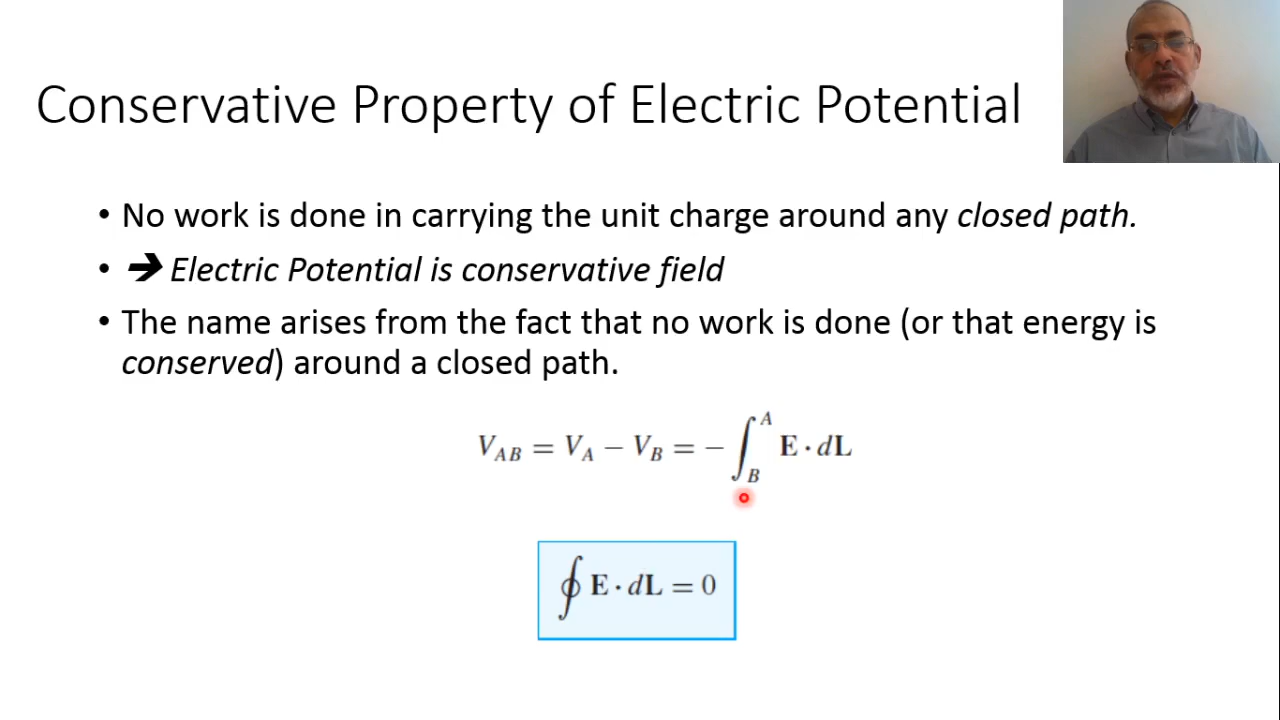 Conservative Property of Electric Potential
• No work is done in carrying the unit charge around any closed path.
• ➔ Electric Potential is conservative field
• The name arises from the fact that no work is done (or that energy is
conserved) around a closed path.
V_{AB} = V_A − V_B = − ∫_B^A E · dL
∮ E · dL = 0